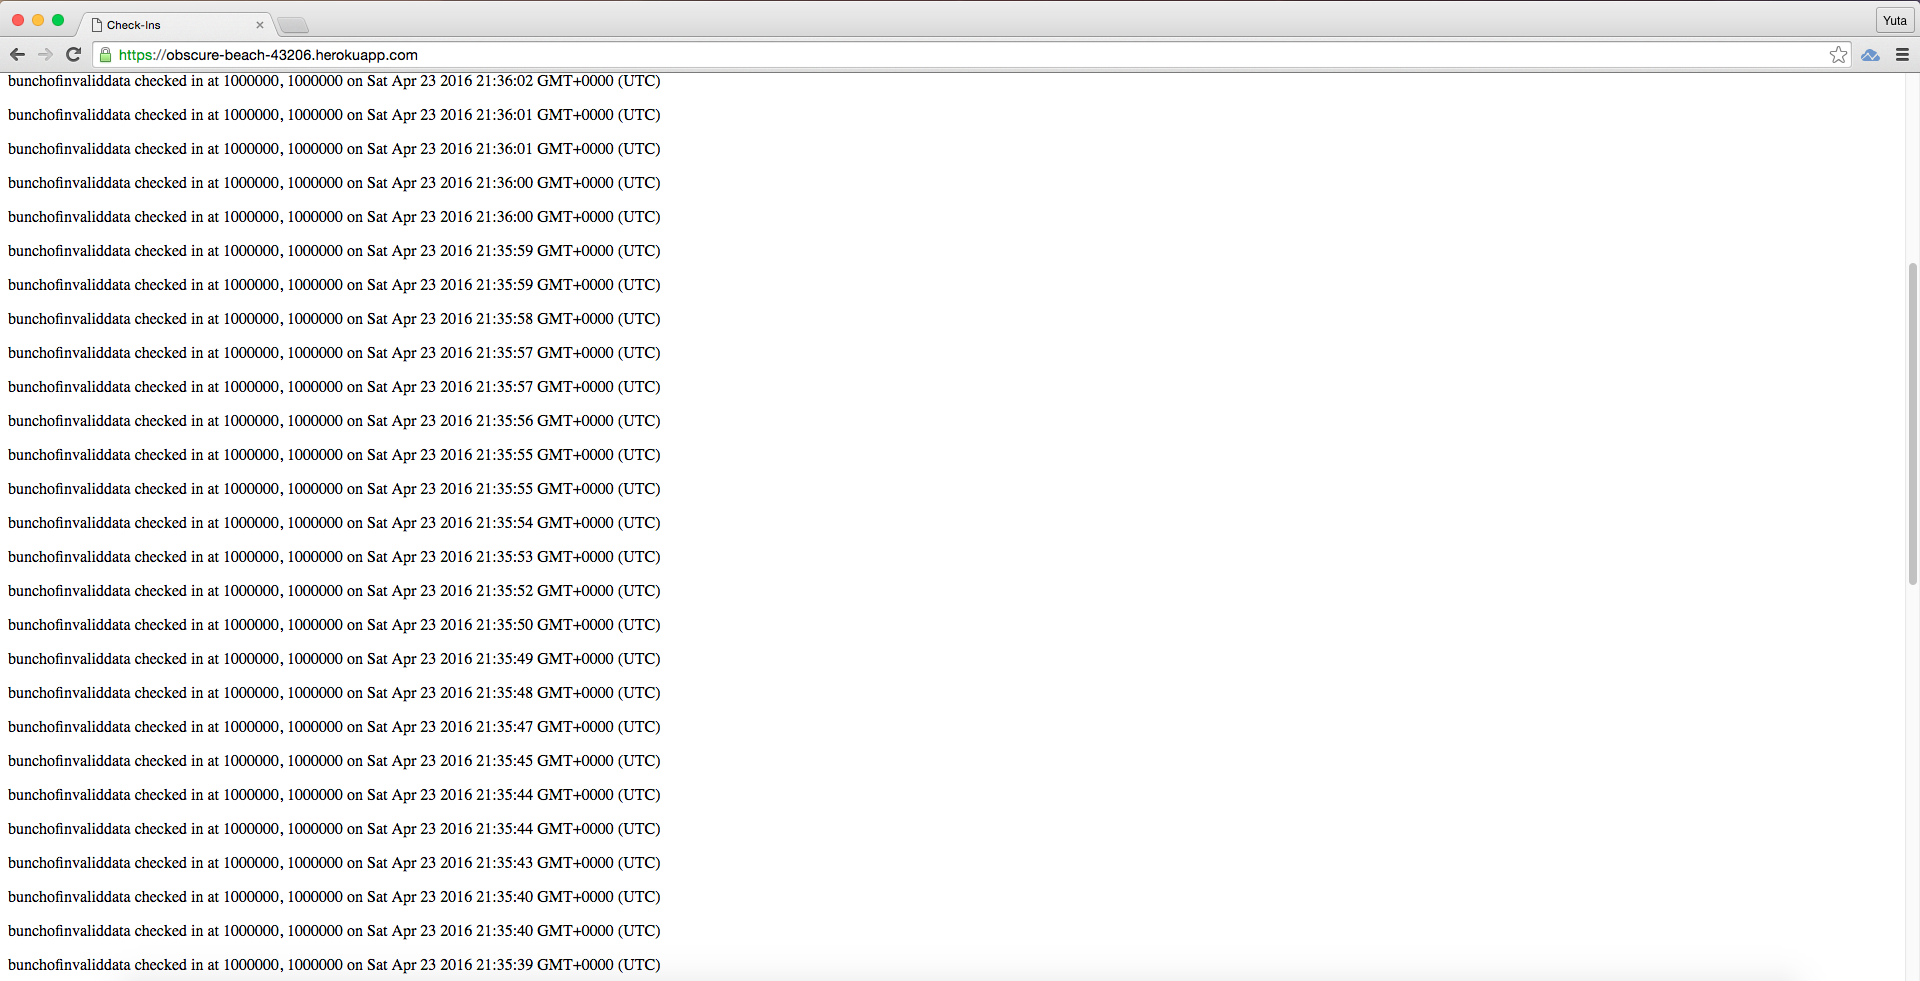 Check-Ins
Yuta
https://obscure-beach-43206.herokuapp.com
bunchofinvaliddata checked in at 1000000, 1000000 on Sat Apr 23 2016 21:36:02 GMT+0000 (UTC)
bunchofinvaliddata checked in at 1000000, 1000000 on Sat Apr 23 2016 21:36:01 GMT+0000 (UTC)
bunchofinvaliddata checked in at 1000000, 1000000 on Sat Apr 23 2016 21:36:01 GMT+0000 (UTC)
bunchofinvaliddata checked in at 1000000, 1000000 on Sat Apr 23 2016 21:36:00 GMT+0000 (UTC)
bunchofinvaliddata checked in at 1000000, 1000000 on Sat Apr 23 2016 21:36:00 GMT+0000 (UTC)
bunchofinvaliddata checked in at 1000000, 1000000 on Sat Apr 23 2016 21:35:59 GMT+0000 (UTC)
bunchofinvaliddata checked in at 1000000, 1000000 on Sat Apr 23 2016 21:35:59 GMT+0000 (UTC)
bunchofinvaliddata checked in at 1000000, 1000000 on Sat Apr 23 2016 21:35:58 GMT+0000 (UTC)
bunchofinvaliddata checked in at 1000000, 1000000 on Sat Apr 23 2016 21:35:57 GMT+0000 (UTC)
bunchofinvaliddata checked in at 1000000, 1000000 on Sat Apr 23 2016 21:35:57 GMT+0000 (UTC)
bunchofinvaliddata checked in at 1000000, 1000000 on Sat Apr 23 2016 21:35:56 GMT+0000 (UTC)
bunchofinvaliddata checked in at 1000000, 1000000 on Sat Apr 23 2016 21:35:55 GMT+0000 (UTC)
bunchofinvaliddata checked in at 1000000, 1000000 on Sat Apr 23 2016 21:35:55 GMT+0000 (UTC)
bunchofinvaliddata checked in at 1000000, 1000000 on Sat Apr 23 2016 21:35:54 GMT+0000 (UTC)
bunchofinvaliddata checked in at 1000000, 1000000 on Sat Apr 23 2016 21:35:53 GMT+0000 (UTC)
bunchofinvaliddata checked in at 1000000, 1000000 on Sat Apr 23 2016 21:35:52 GMT+0000 (UTC)
bunchofinvaliddata checked in at 1000000, 1000000 on Sat Apr 23 2016 21:35:50 GMT+0000 (UTC)
bunchofinvaliddata checked in at 1000000, 1000000 on Sat Apr 23 2016 21:35:49 GMT+0000 (UTC)
bunchofinvaliddata checked in at 1000000, 1000000 on Sat Apr 23 2016 21:35:48 GMT+0000 (UTC)
bunchofinvaliddata checked in at 1000000, 1000000 on Sat Apr 23 2016 21:35:47 GMT+0000 (UTC)
bunchofinvaliddata checked in at 1000000, 1000000 on Sat Apr 23 2016 21:35:45 GMT+0000 (UTC)
bunchofinvaliddata checked in at 1000000, 1000000 on Sat Apr 23 2016 21:35:44 GMT+0000 (UTC)
bunchofinvaliddata checked in at 1000000, 1000000 on Sat Apr 23 2016 21:35:44 GMT+0000 (UTC)
bunchofinvaliddata checked in at 1000000, 1000000 on Sat Apr 23 2016 21:35:43 GMT+0000 (UTC)
bunchofinvaliddata checked in at 1000000, 1000000 on Sat Apr 23 2016 21:35:40 GMT+0000 (UTC)
bunchofinvaliddata checked in at 1000000, 1000000 on Sat Apr 23 2016 21:35:40 GMT+0000 (UTC)
bunchofinvaliddata checked in at 1000000, 1000000 on Sat Apr 23 2016 21:35:39 GMT+0000 (UTC)